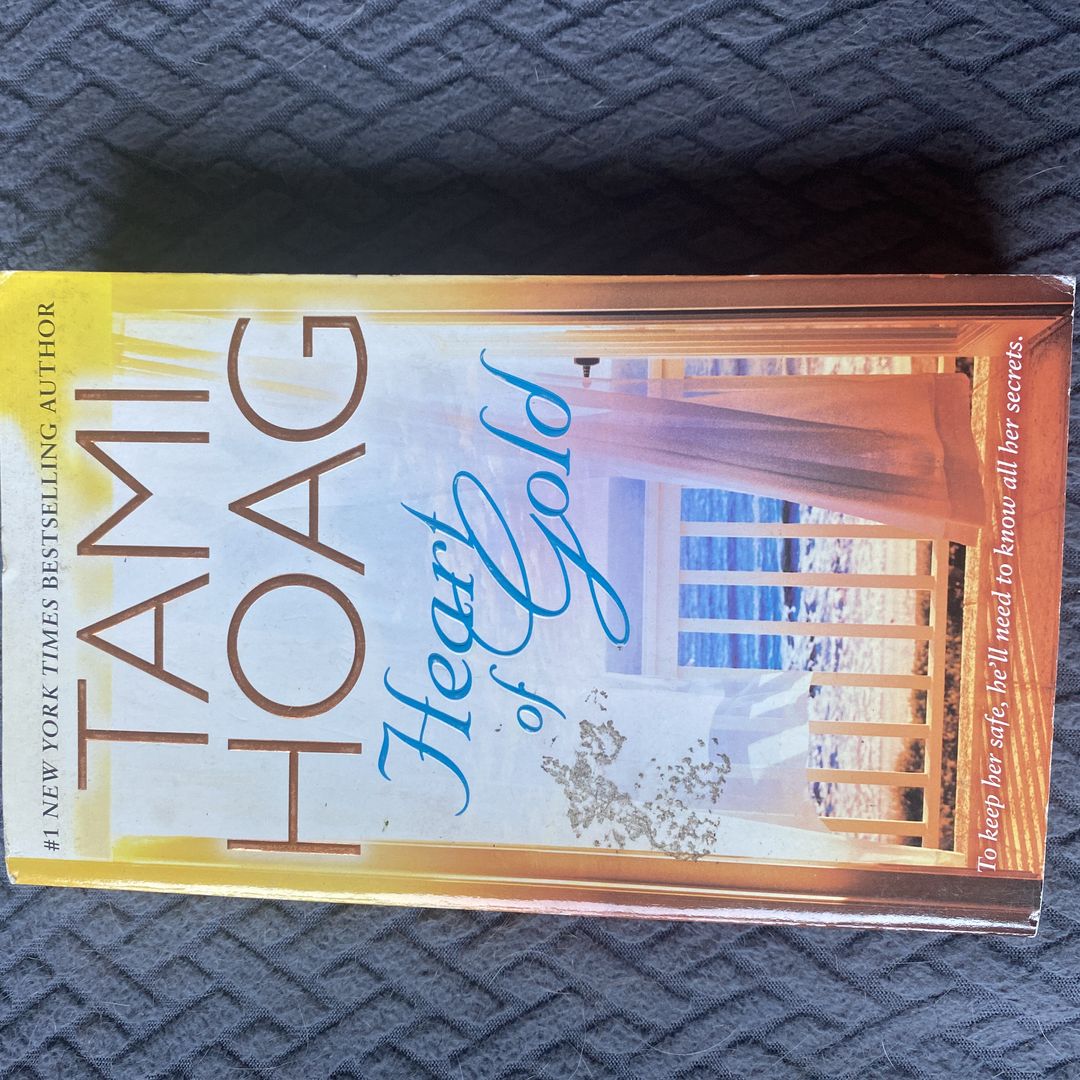 #1 NEW YORK TIMES BESTSELLING AUTHOR
TAMI
HOAG
Heart
of Gold
To keep her safe, he'll need to know all her secrets.